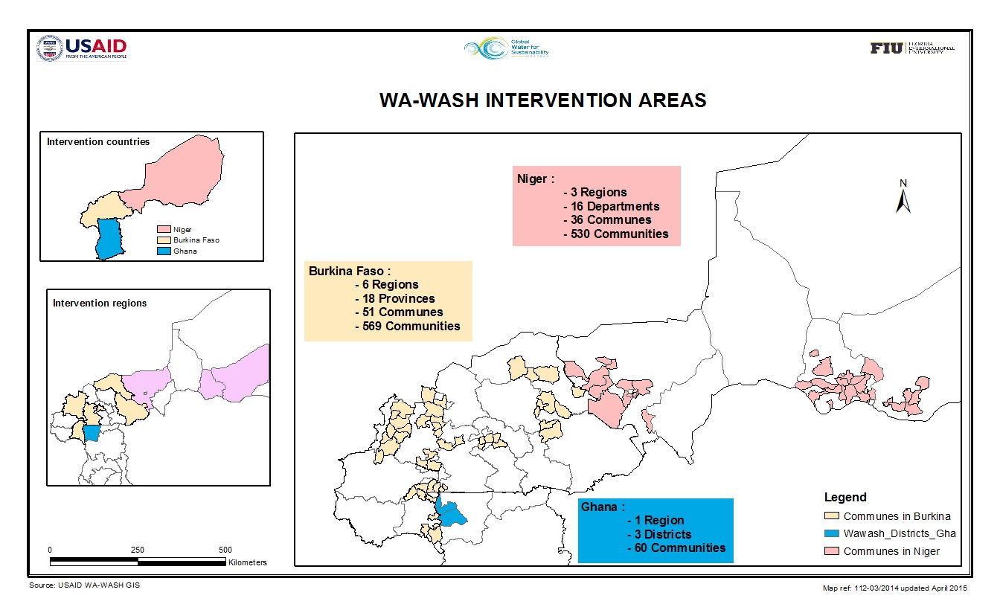 USAID
FROM THE AMERICAN PEOPLE
Global
Water for
Sustainability
FIU
FLORIDA
INTERNATIONAL
UNIVERSITY
WA-WASH INTERVENTION AREAS
Intervention countries
Niger
Burkina Faso
Ghana
Intervention regions
0 250 500
Kilometers
Niger :
- 3 Regions
- 16 Departments
- 36 Communes
- 530 Communities
N
Burkina Faso :
- 6 Regions
- 18 Provinces
- 51 Communes
- 569 Communities
Ghana :
- 1 Region
- 3 Districts
- 60 Communities
Legend
Communes in Burkina
Wawash_Districts_Gha
Communes in Niger
Source: USAID WA-WASH GIS
Map ref: 112-03/2014 updated April 2015